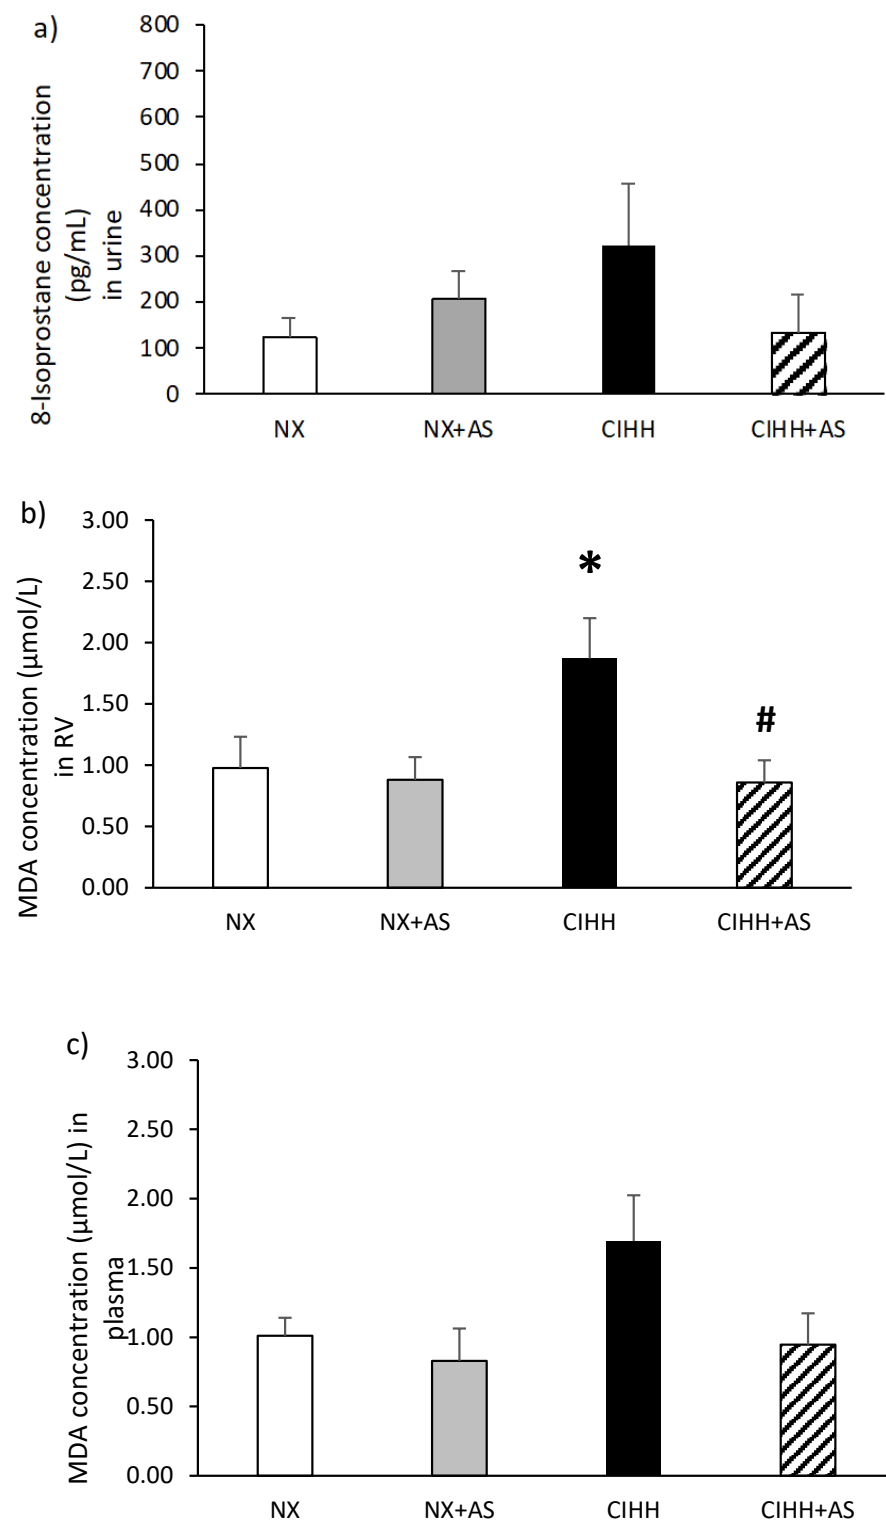 a)
8-Isoprostane concentration
(pg/mL)
in urine
800
700
600
500
400
300
200
100
0
NX NX+AS CIHH CIHH+AS
b)
MDA concentration (µmol/L)
in RV
3.00
2.50
2.00
1.50
1.00
0.50
0.00
*
#
NX NX+AS CIHH CIHH+AS
c)
MDA concentration (µmol/L) in
plasma
3.00
2.50
2.00
1.50
1.00
0.50
0.00
NX NX+AS CIHH CIHH+AS